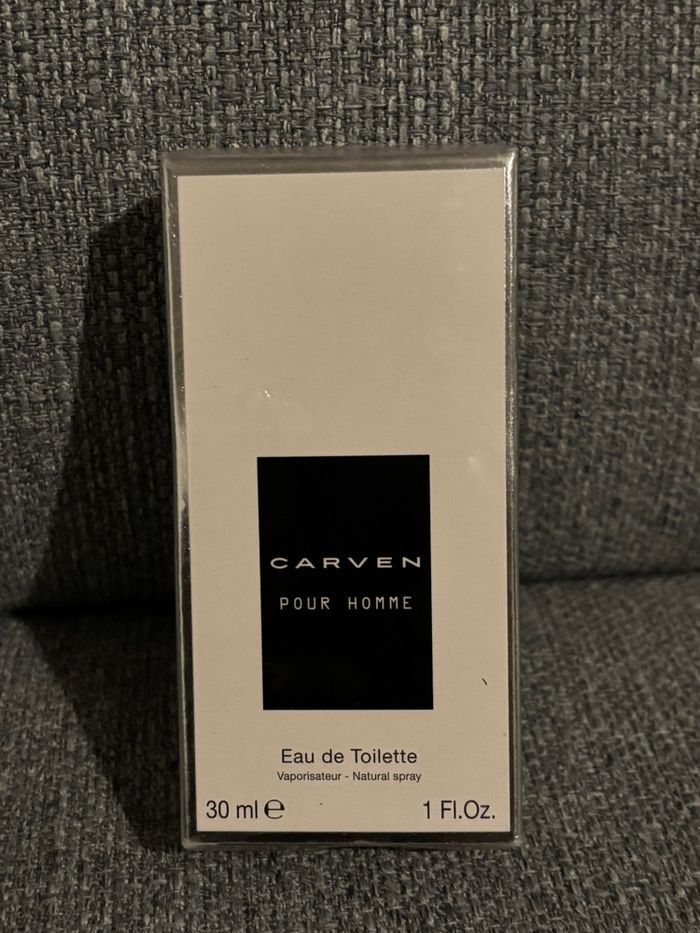 CARVEN
POUR HOMME
Eau de Toilette
Vaporisateur - Natural spray
30 ml ℮ 1 Fl.Oz.